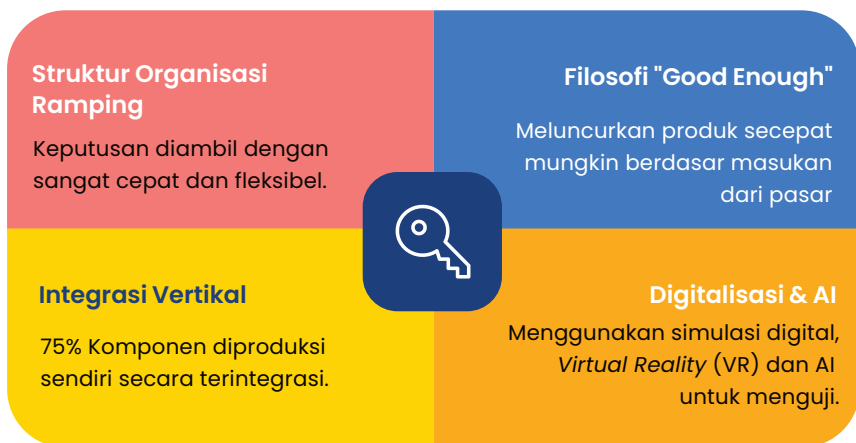 Struktur Organisasi
Ramping
Keputusan diambil dengan
sangat cepat dan fleksibel.
Filosofi "Good Enough"
Meluncurkan produk secepat
mungkin berdasar masukan
dari pasar
Integrasi Vertikal
75% Komponen diproduksi
sendiri secara terintegrasi.
Digitalisasi & AI
Menggunakan simulasi digital,
Virtual Reality (VR) dan AI
untuk menguji.